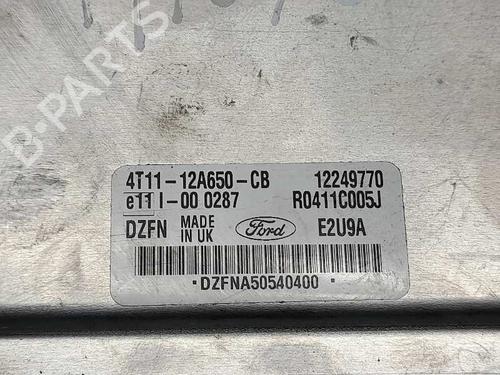 B-PARTS
4T11-12A650-CB 12249770
e11 I-00 0287 R0411C005J
DZFN MADE IN UK Ford E2U9A
· DZFNA50540400 ·